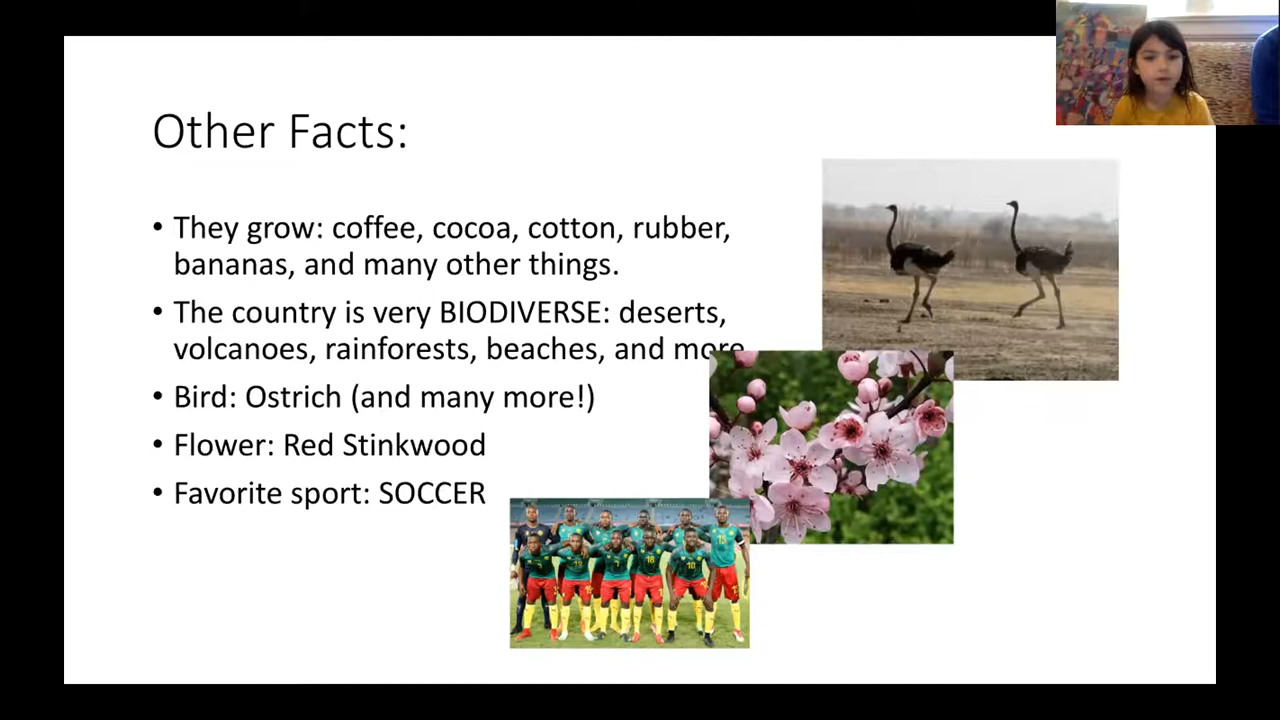 Other Facts:
• They grow: coffee, cocoa, cotton, rubber,
bananas, and many other things.
• The country is very BIODIVERSE: deserts,
volcanoes, rainforests, beaches, and more
• Bird: Ostrich (and many more!)
• Flower: Red Stinkwood
• Favorite sport: SOCCER